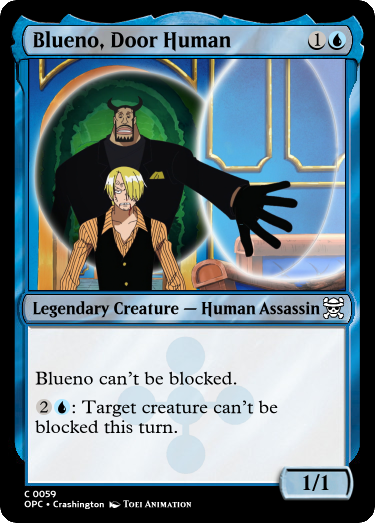 Blueno, Door Human 1
Legendary Creature — Human Assassin
Blueno can't be blocked.
2: Target creature can't be
blocked this turn.
1/1
C 0059
OPC • Crashington TOEI ANIMATION